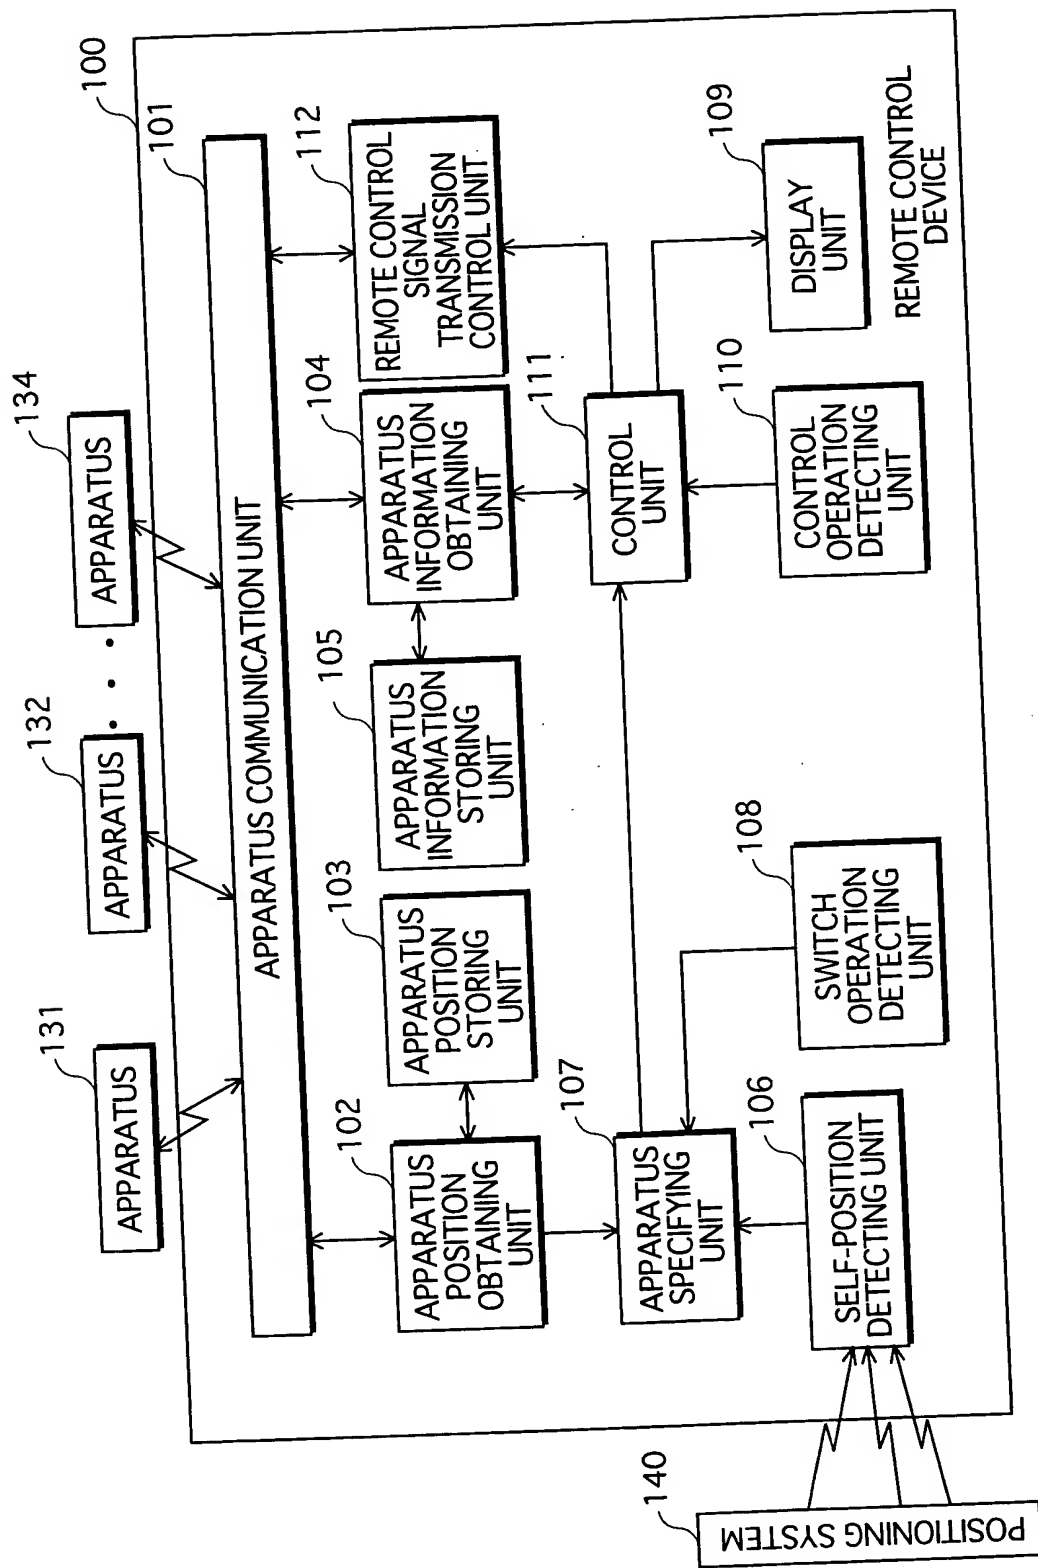 131
132
134
APPARATUS
APPARATUS
• • •
APPARATUS
100
101
APPARATUS COMMUNICATION UNIT
102
APPARATUS
POSITION
OBTAINING
UNIT
103
APPARATUS
POSITION
STORING
UNIT
105
APPARATUS
INFORMATION
STORING
UNIT
104
APPARATUS
INFORMATION
OBTAINING
UNIT
112
REMOTE CONTROL
SIGNAL
TRANSMISSION
CONTROL UNIT
107
APPARATUS
SPECIFYING
UNIT
111
CONTROL
UNIT
106
SELF-POSITION
DETECTING UNIT
108
SWITCH
OPERATION
DETECTING
UNIT
110
CONTROL
OPERATION
DETECTING
UNIT
109
DISPLAY
UNIT
REMOTE CONTROL
DEVICE
140
POSITIONING SYSTEM